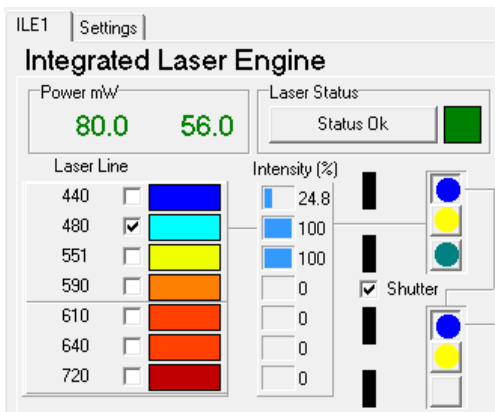 ILE1 Settings
Integrated Laser Engine
Power mW Laser Status
80.0 56.0 Status Ok
Laser Line Intensity (%)
440 24.8
480 100
551 100
590 0
Shutter
610 0
640 0
720 0